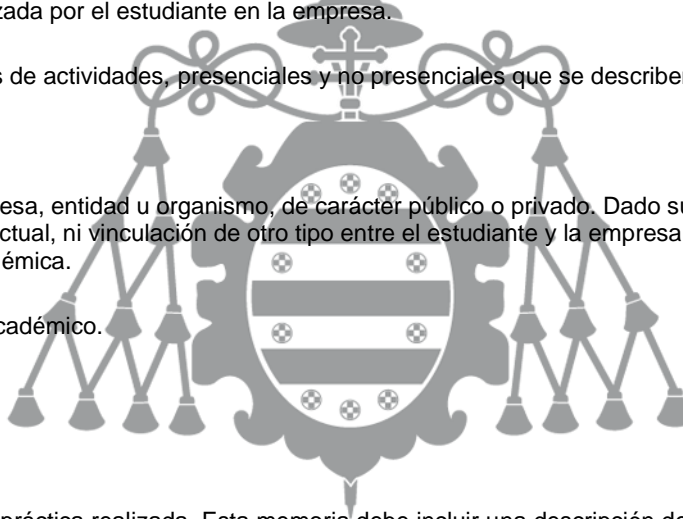 zada por el estudiante en la empresa.
s de actividades, presenciales y no presenciales que se describen
esa, entidad u organismo, de carácter público o privado. Dado su
ctual, ni vinculación de otro tipo entre el estudiante y la empresa
démica.
cadémico.
práctica realizada. Esta memoria debe incluir una descripción de